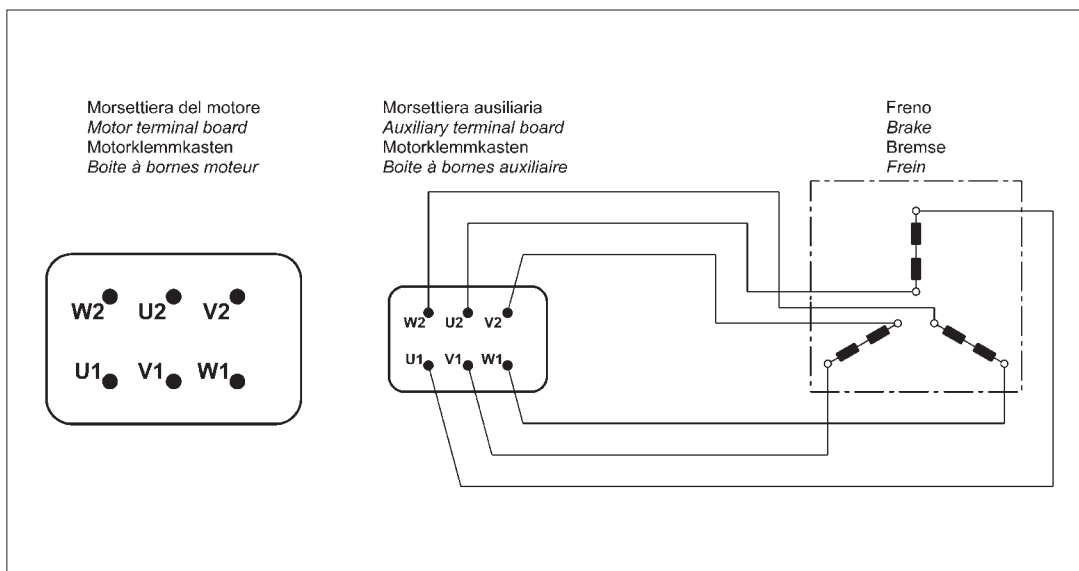 Morsettiera del motore
Motor terminal board
Motorklemmkasten
Boite à bornes moteur
Morsettiera ausiliaria
Auxiliary terminal board
Motorklemmkasten
Boite à bornes auxiliaire
Freno
Brake
Bremse
Frein
W2 U2 V2
U1 V1 W1
W2 U2 V2
U1 V1 W1